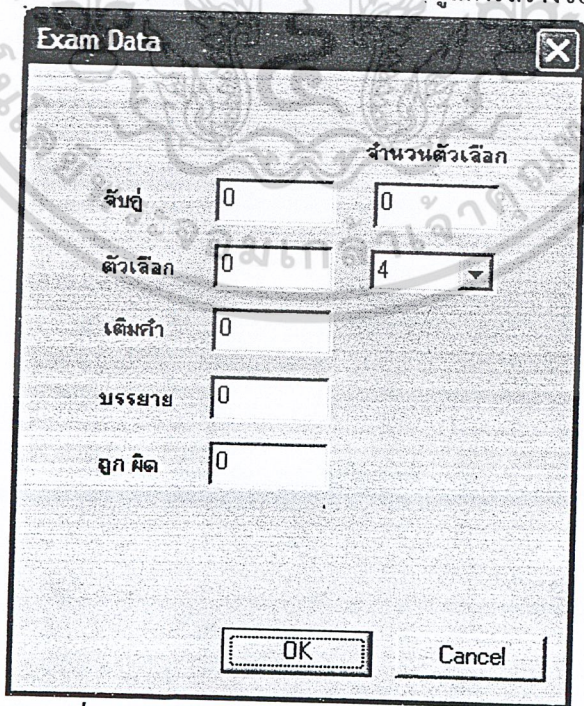 Exam Data
จำนวนตัวเลือก
จับคู่ 0 0
ตัวเลือก 0 4
เติมคำ 0
บรรยาย 0
ถูก ผิด 0
OK Cancel